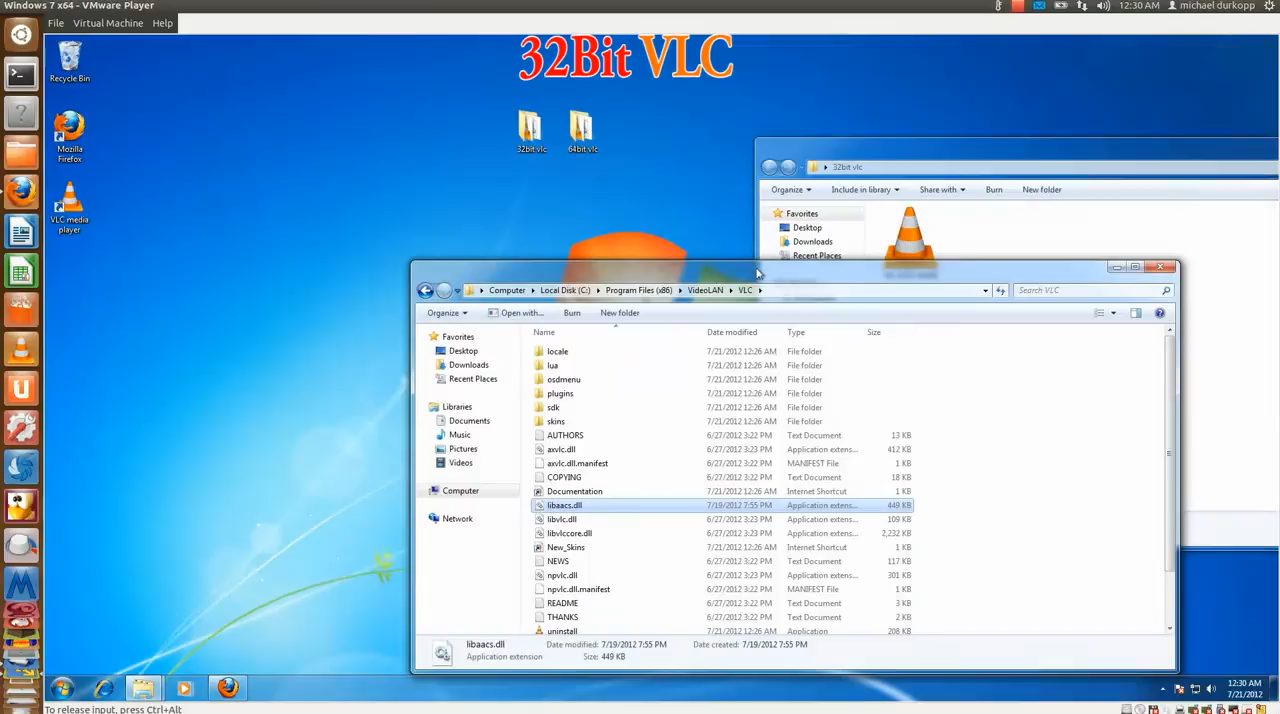 Windows 7 x64 - VMware Player
12:30 AM
michael durkopp
File Virtual Machine Help
32Bit VLC
Recycle Bin
Mozilla
Firefox
VLC media
player
32bit vlc
64bit vlc
32bit vlc
Organize Include in library Share with Burn New folder
Favorites
Desktop
Downloads
Recent Places
Computer Local Disk (C:) Program Files (x86) VideoLAN VLC
Search VLC
Organize Open with... Burn New folder
Favorites
Desktop
Downloads
Recent Places
Libraries
Documents
Music
Pictures
Videos
Computer
Network
Name Date modified Type Size
locale 7/21/2012 12:26 AM File folder
lua 7/21/2012 12:26 AM File folder
osdmenu 7/21/2012 12:26 AM File folder
plugins 7/21/2012 12:26 AM File folder
sdk 7/21/2012 12:26 AM File folder
skins 7/21/2012 12:26 AM File folder
AUTHORS 6/27/2012 3:22 PM Text Document 13 KB
axvlc.dll 6/27/2012 3:23 PM Application extens... 412 KB
axvlc.dll.manifest 6/27/2012 3:22 PM MANIFEST File 1 KB
COPYING 6/27/2012 3:22 PM Text Document 18 KB
Documentation 7/21/2012 12:26 AM Internet Shortcut 1 KB
libaacs.dll 7/19/2012 7:55 PM Application extens... 449 KB
libvlc.dll 6/27/2012 3:23 PM Application extens... 109 KB
libvlccore.dll 6/27/2012 3:23 PM Application extens... 2,232 KB
New_Skins 7/21/2012 12:26 AM Internet Shortcut 1 KB
NEWS 6/27/2012 3:22 PM Text Document 117 KB
npvlc.dll 6/27/2012 3:23 PM Application extens... 301 KB
npvlc.dll.manifest 6/27/2012 3:22 PM MANIFEST File 1 KB
README 6/27/2012 3:22 PM Text Document 3 KB
THANKS 6/27/2012 3:22 PM Text Document 2 KB
uninstall 7/21/2012 12:26 AM Application 208 KB
libaacs.dll Date modified: 7/19/2012 7:55 PM Date created: 7/19/2012 7:55 PM
Application extension Size: 449 KB
12:30 AM
7/21/2012
To release input, press Ctrl+Alt